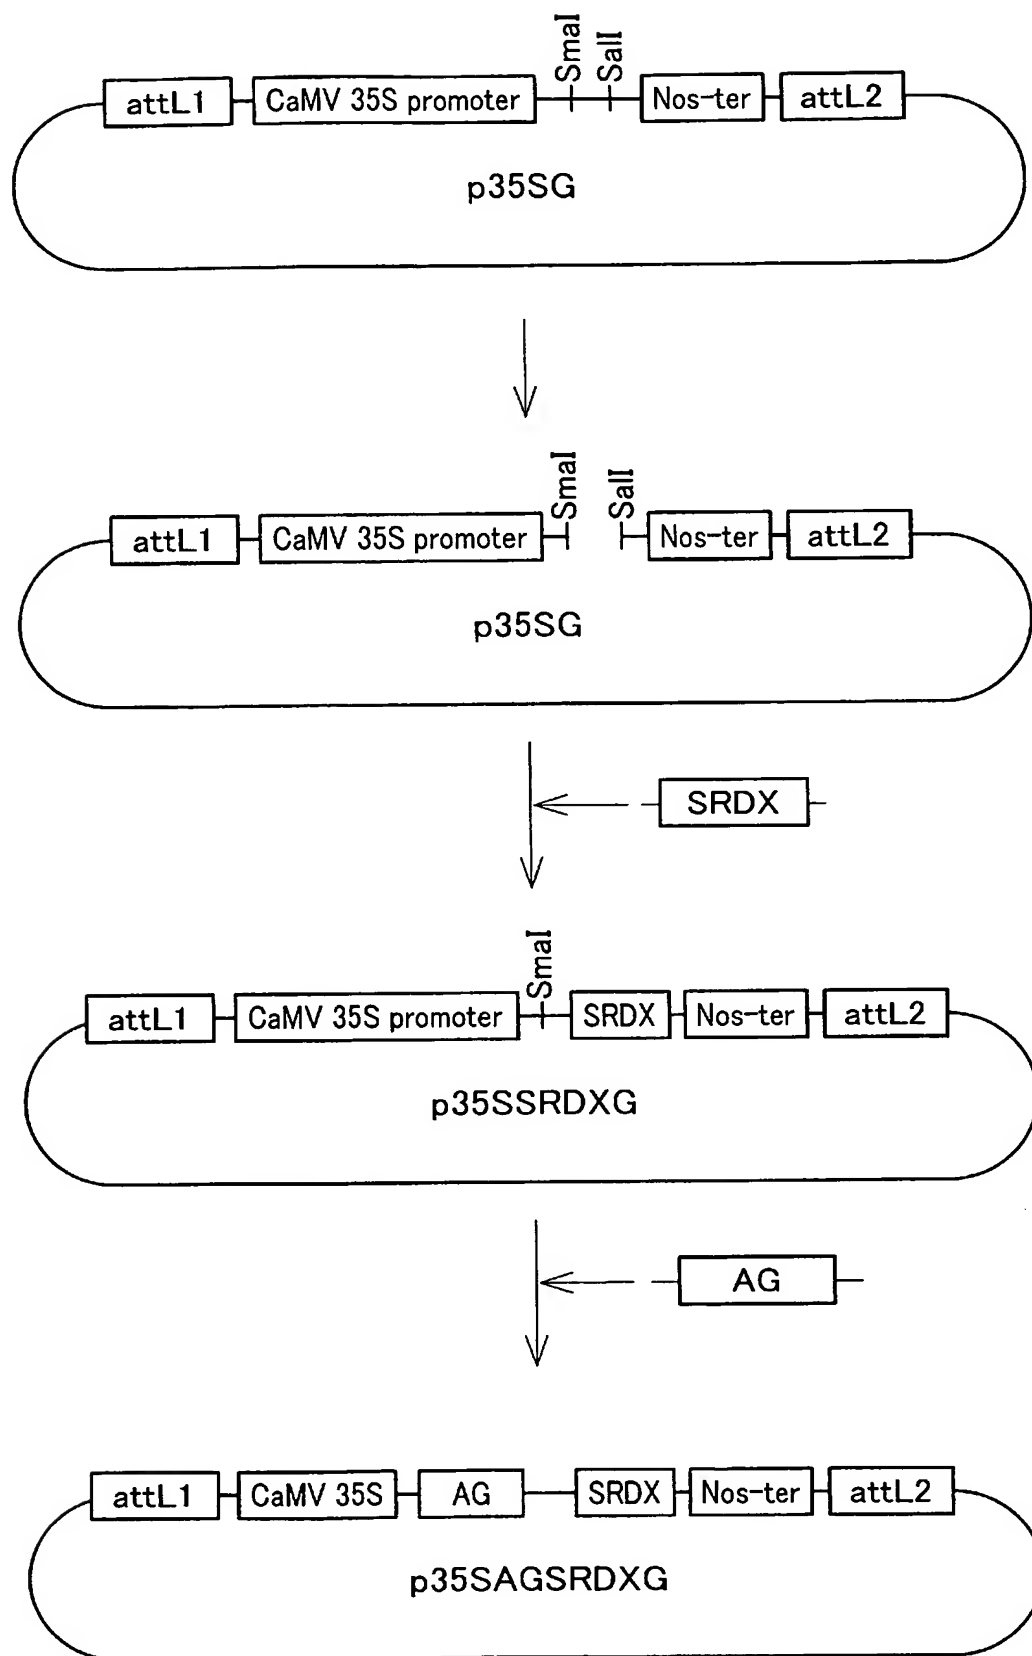 SmaI
SalI
attL1 CaMV 35S promoter Nos-ter attL2
p35SG
SmaI
SalI
attL1 CaMV 35S promoter Nos-ter attL2
p35SG
SRDX
SmaI
attL1 CaMV 35S promoter SRDX Nos-ter attL2
p35SSRDXG
AG
attL1 CaMV 35S AG SRDX Nos-ter attL2
p35SAGSRDXG